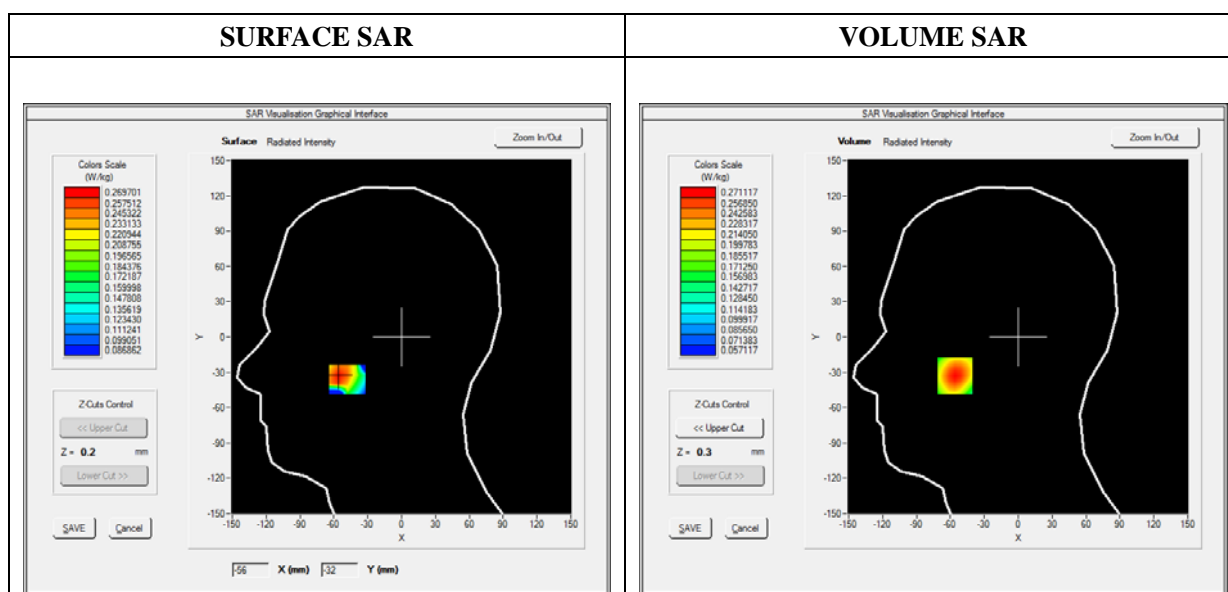 SURFACE SAR
VOLUME SAR
SAR Visualisation Graphical Interface
Surface Radiated Intensity
Zoom In/Out
Colors Scale
(W/kg)
0.269701
0.257512
0.245322
0.233133
0.220944
0.208755
0.196565
0.184376
0.172187
0.159998
0.147808
0.135619
0.123430
0.111241
0.099051
0.086862
Z-Cuts Control
<< Upper Cut
Z = 0.2 mm
Lower Cut >>
SAVE Cancel
150
120
90
60
30
0
-30
-60
-90
-120
-150
Y
-150 -120 -90 -60 -30 0 30 60 90 120 150
X
-56 X (mm) -32 Y (mm)
SAR Visualisation Graphical Interface
Volume Radiated Intensity
Zoom In/Out
Colors Scale
(W/kg)
0.271117
0.256850
0.242583
0.228317
0.214050
0.199783
0.185517
0.171250
0.156983
0.142717
0.128450
0.114183
0.099917
0.085650
0.071383
0.057117
Z-Cuts Control
<< Upper Cut
Z = 0.3 mm
Lower Cut >>
SAVE Cancel
150
120
90
60
30
0
-30
-60
-90
-120
-150
Y
-150 -120 -90 -60 -30 0 30 60 90 120 150
X